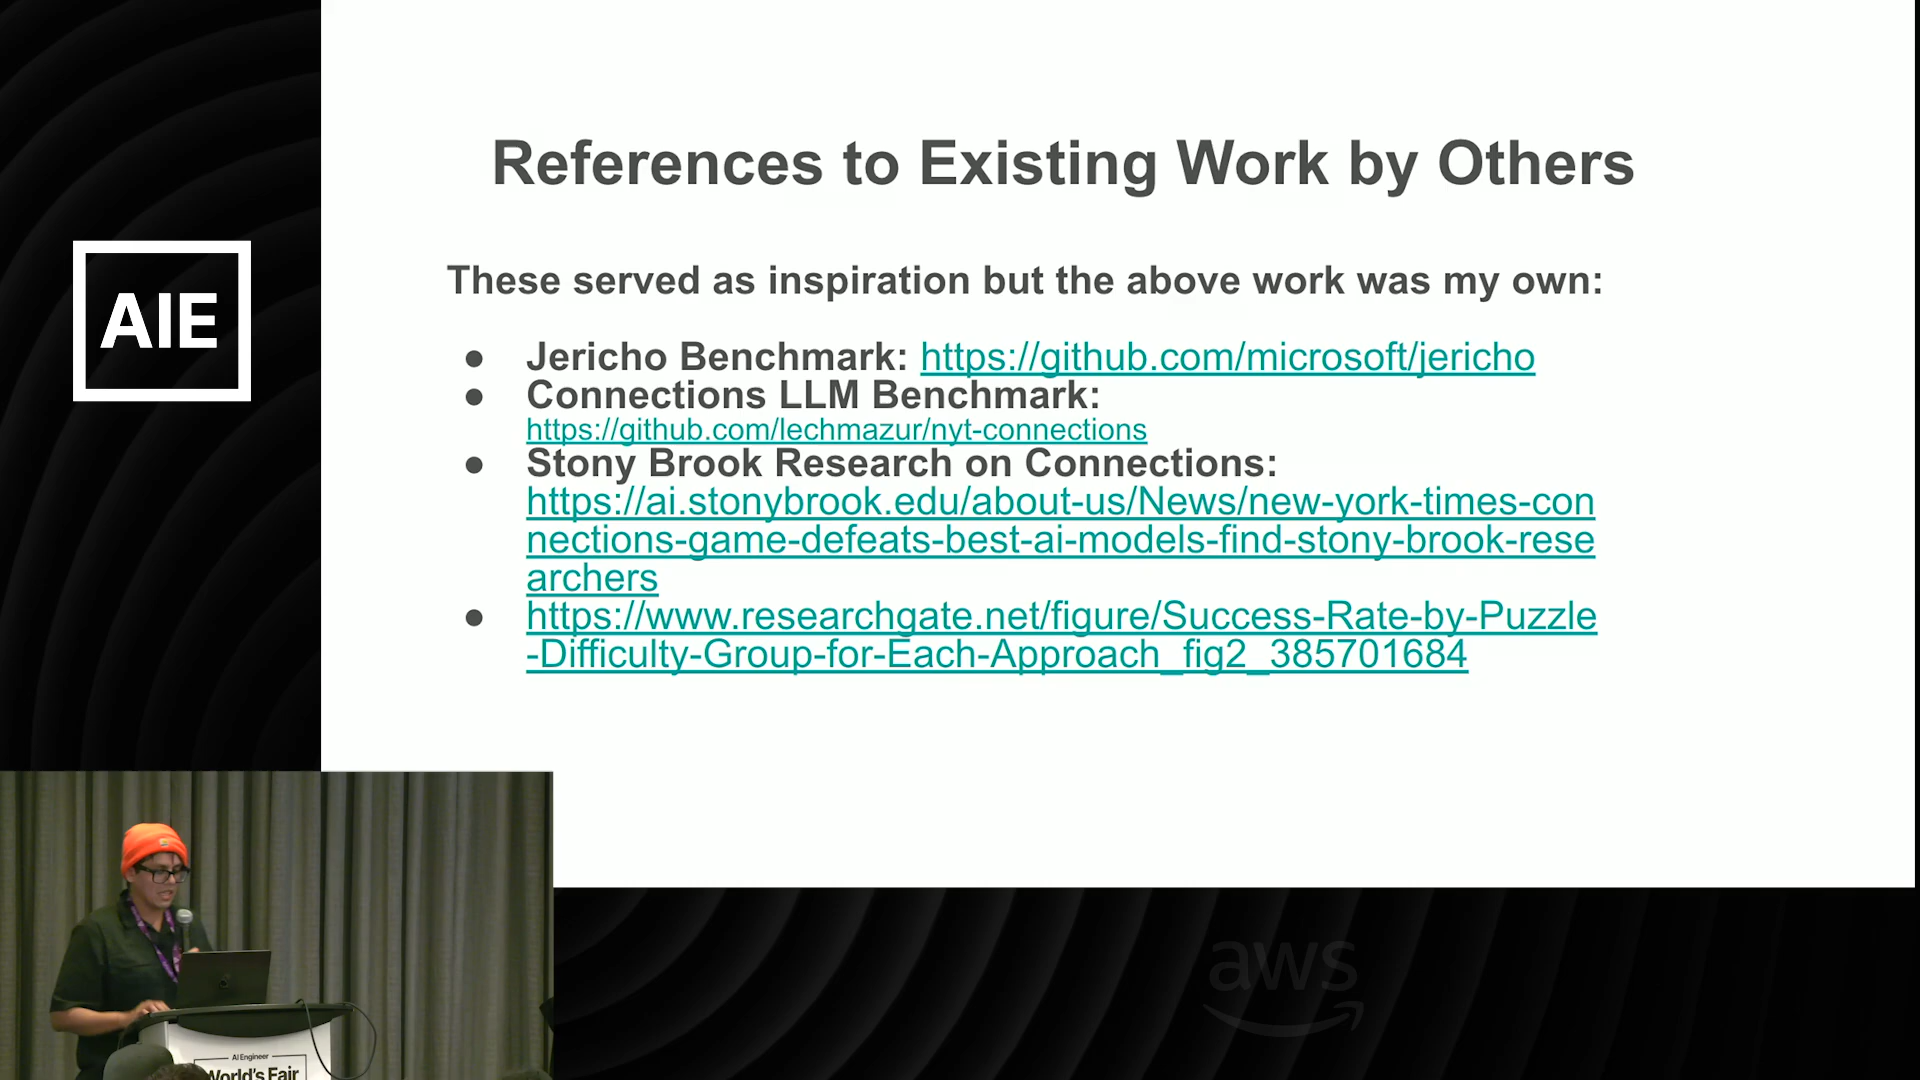 References to Existing Work by Others
These served as inspiration but the above work was my own:
● Jericho Benchmark: https://github.com/microsoft/jericho
● Connections LLM Benchmark:
https://github.com/lechmazur/nyt-connections
● Stony Brook Research on Connections:
https://ai.stonybrook.edu/about-us/News/new-york-times-con
nections-game-defeats-best-ai-models-find-stony-brook-rese
archers
● https://www.researchgate.net/figure/Success-Rate-by-Puzzle
-Difficulty-Group-for-Each-Approach_fig2_385701684
AIE
aws
AI Engineer
World's Fair